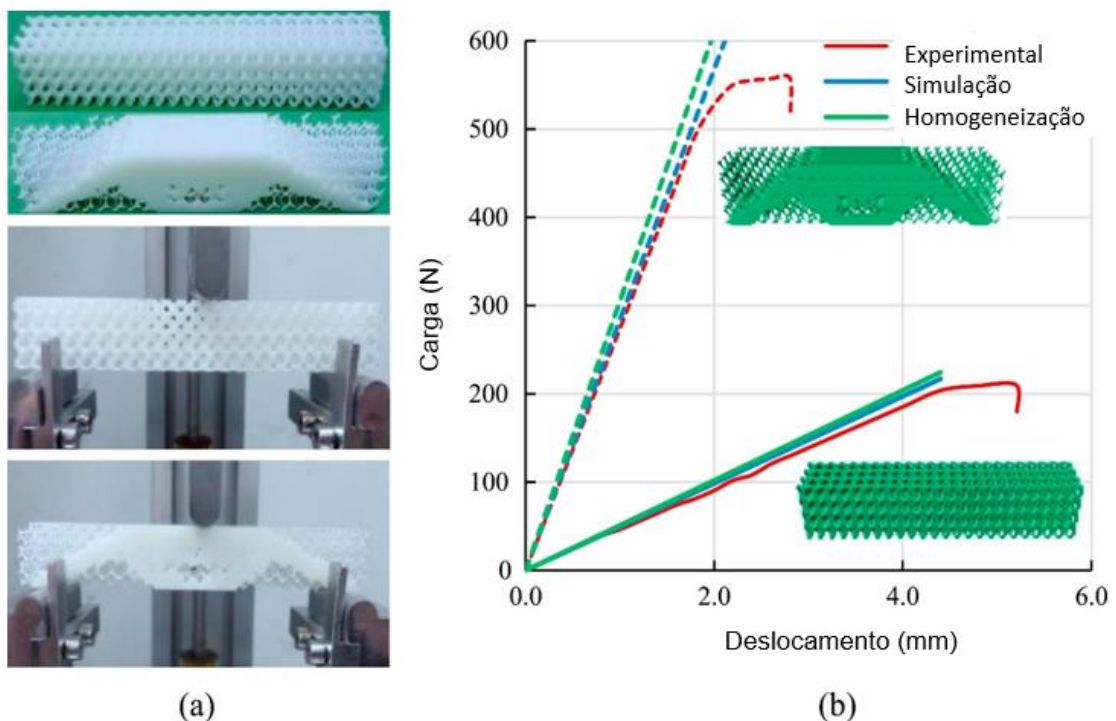 600
500
400
300
200
100
0
0.0
2.0
4.0
6.0
Carga (N)
Deslocamento (mm)
Experimental
Simulação
Homogeneização
(a)
(b)